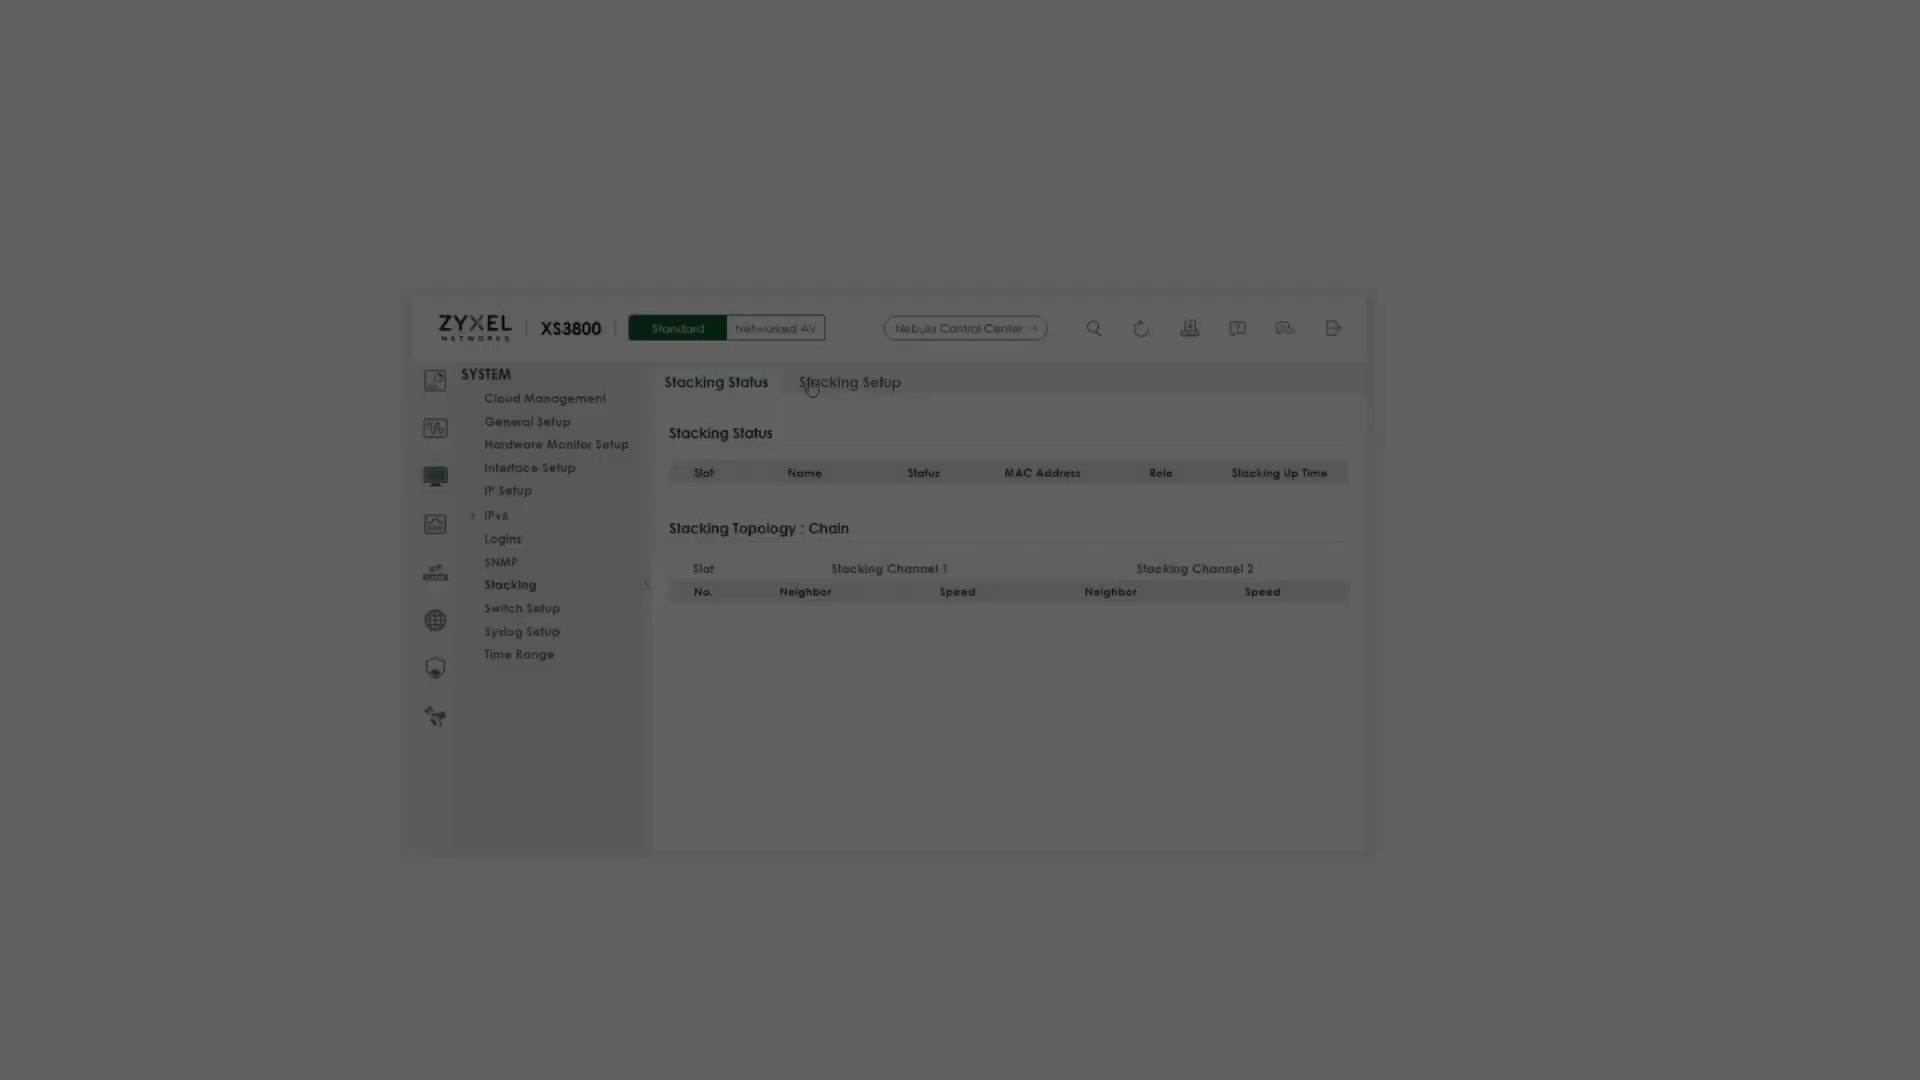 ZYXEL
NETWORKS
XS3800
Standard
Networked AV
Nebula Control Center
SYSTEM
Cloud Management
General Setup
Hardware Monitor Setup
Interface Setup
IP Setup
IPv6
Logins
SNMP
Stacking
Switch Setup
Syslog Setup
Time Range
Stacking Status
Stacking Setup
Stacking Status
Slot Name Status MAC Address Role Stacking Up Time
Stacking Topology : Chain
Slot Stacking Channel 1 Stacking Channel 2
No. Neighbor Speed Neighbor Speed